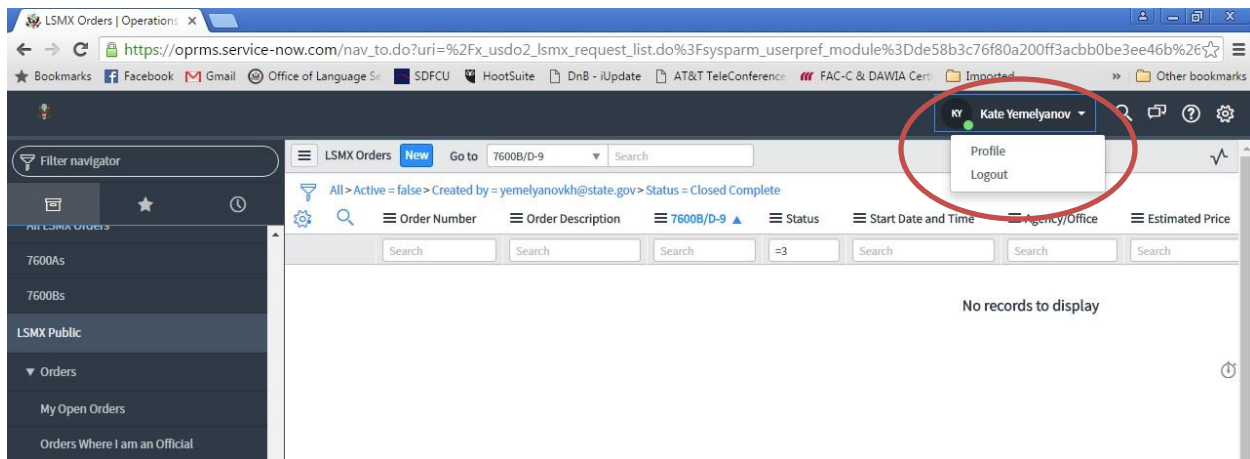 LSMX Orders | Operations
https://oprms.service-now.com/nav_to.do?uri=%2Fx_usdo2_lsmx_request_list.do%3Fsysparm_userpref_module%3Dde58b3c76f80a200ff3acbb0be3ee46b%26
Bookmarks Facebook Gmail Office of Language Se SDFCU HootSuite DnB - iUpdate AT&T TeleConference FAC-C & DAWIA Cert Imported » Other bookmarks
KY Kate Yemelyanov
Filter navigator
LSMX Orders New Go to 7600B/D-9 Search
Profile
Logout
All > Active = false > Created by = yemelyanovkh@state.gov > Status = Closed Complete
Order Number Order Description 7600B/D-9 Status Start Date and Time Agency/Office Estimated Price
All LSMX Orders
Search Search Search =3 Search Search Search
7600As
7600Bs
No records to display
LSMX Public
Orders
My Open Orders
Orders Where I am an Official